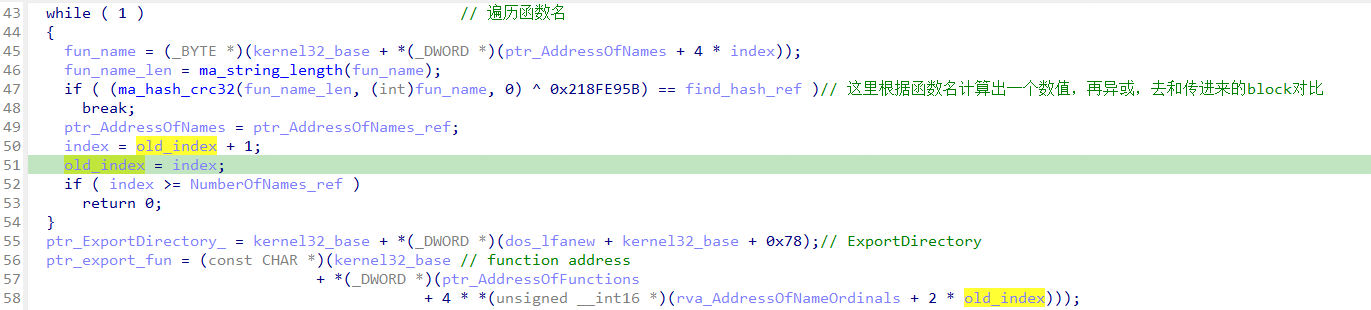 43 while ( 1 ) // 遍历函数名
44 {
45 fun_name = (_BYTE *)(kernel32_base + *(_DWORD *)(ptr_AddressOfNames + 4 * index));
46 fun_name_len = ma_string_length(fun_name);
47 if ( (ma_hash_crc32(fun_name_len, (int)fun_name, 0) ^ 0x218FE95B) == find_hash_ref )// 这里根据函数名计算出一个数值，再异或，去和传进来的block对比
48 break;
49 ptr_AddressOfNames = ptr_AddressOfNames_ref;
50 index = old_index + 1;
51 old_index = index;
52 if ( index >= NumberOfNames_ref )
53 return 0;
54 }
55 ptr_ExportDirectory_ = kernel32_base + *(_DWORD *)(dos_lfanew + kernel32_base + 0x78);// ExportDirectory
56 ptr_export_fun = (const CHAR *)(kernel32_base // function address
57 + *(_DWORD *)(ptr_AddressOfFunctions
58 + 4 * *(unsigned __int16 *)(rva_AddressOfNameOrdinals + 2 * old_index)));